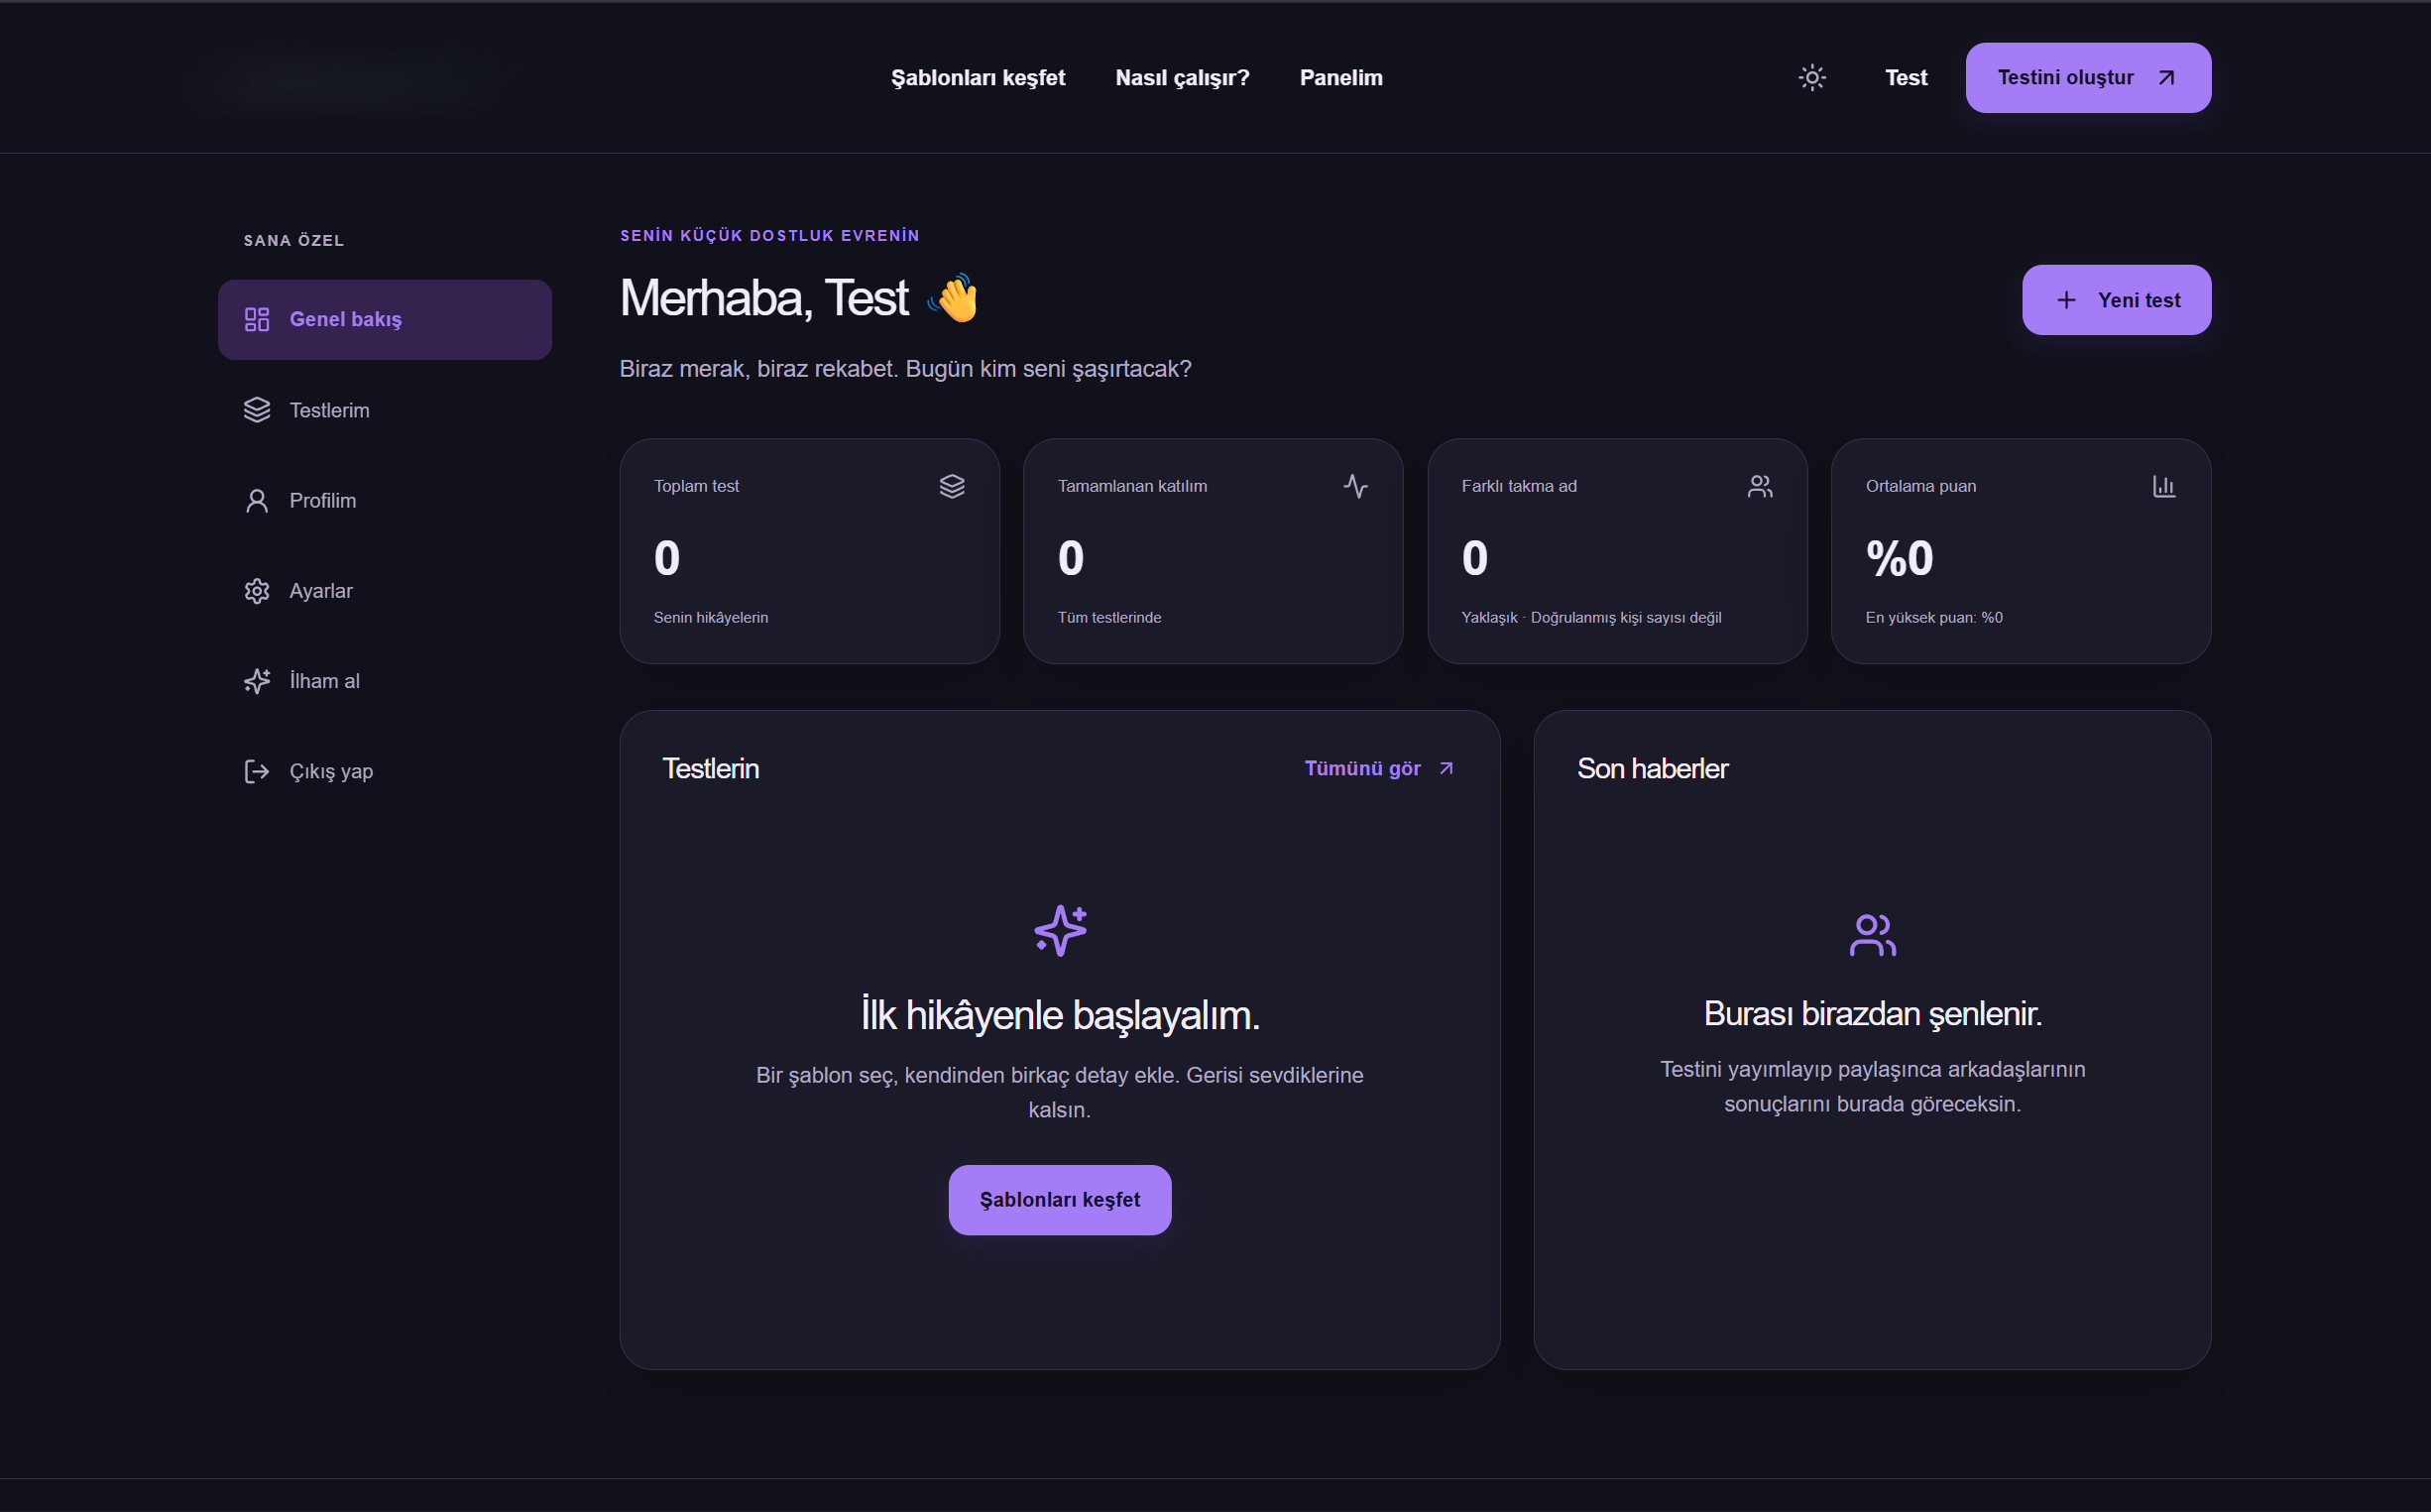 Şablonları keşfet
Nasıl çalışır?
Panelim
Test
Testini oluştur
SANA ÖZEL
Genel bakış
Testlerim
Profilim
Ayarlar
İlham al
Çıkış yap
SENİN KÜÇÜK DOSTLUK EVRENİN
Merhaba, Test 👋
Biraz merak, biraz rekabet. Bugün kim seni şaşırtacak?
Yeni test
Toplam test
0
Senin hikâyelerin
Tamamlanan katılım
0
Tüm testlerinde
Farklı takma ad
0
Yaklaşık · Doğrulanmış kişi sayısı değil
Ortalama puan
%0
En yüksek puan: %0
Testlerin
Tümünü gör
İlk hikâyenle başlayalım.
Bir şablon seç, kendinden birkaç detay ekle. Gerisi sevdiklerine
kalsın.
Şablonları keşfet
Son haberler
Burası birazdan şenlenir.
Testini yayımlayıp paylaşınca arkadaşlarının
sonuçlarını burada göreceksin.